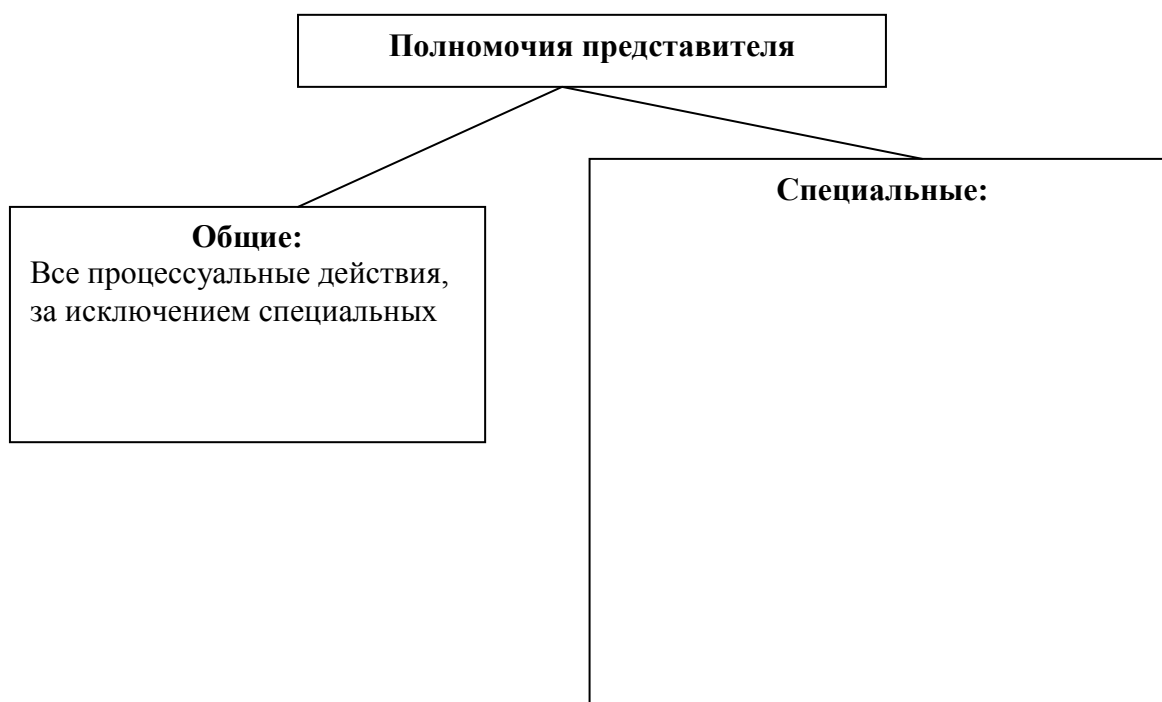 Полномочия представителя
Общие:
Все процессуальные действия,
за исключением специальных
Специальные: